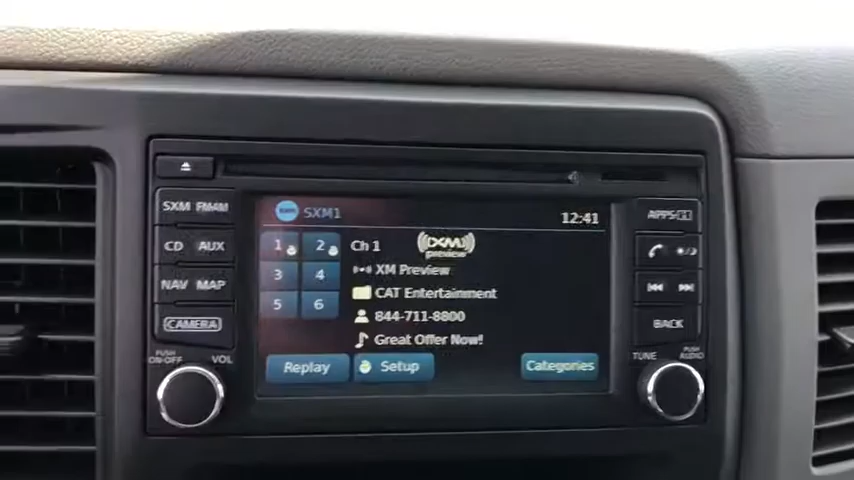 SXM FM/AM
SXM1
12:41
APPS
1 2
Ch 1
((XM))
preview
CD AUX
XM Preview
3 4
NAV MAP
CAT Entertainment
5 6
844-711-8800
CAMERA
Great Offer Now!
BACK
PUSH
ON·OFF
VOL
Replay
Setup
Categories
TUNE
PUSH
AUDIO